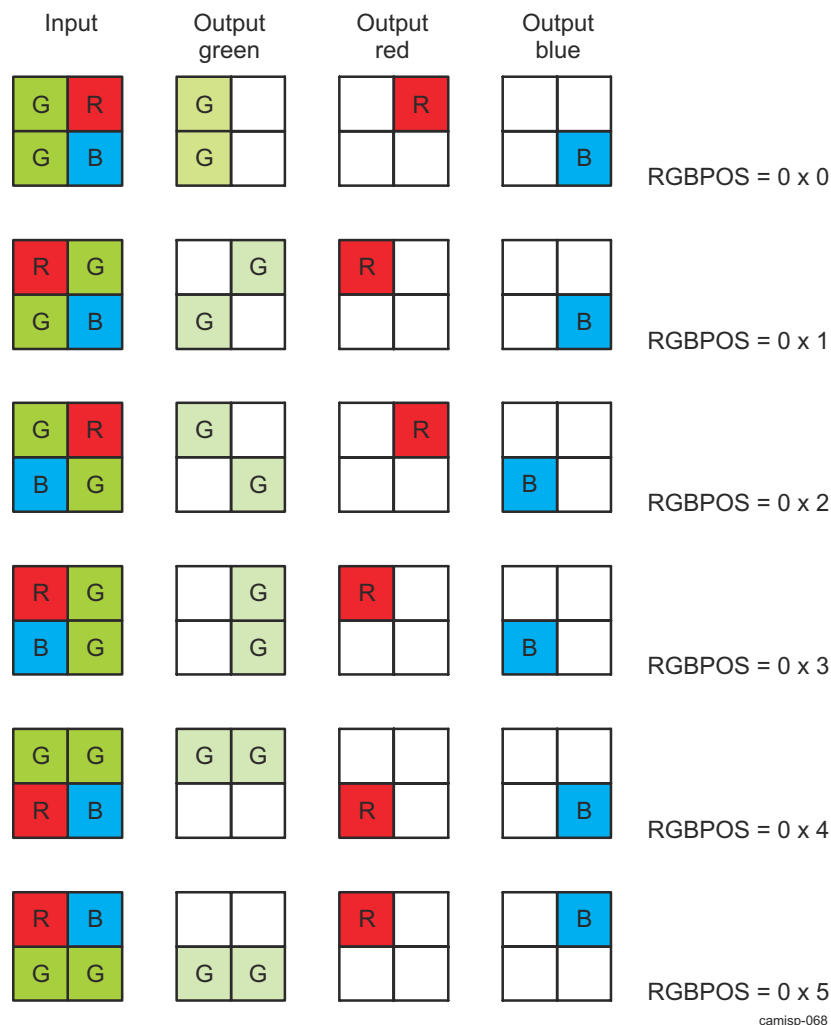 Input Output green Output red Output blue
G R G R B
G B G
RGBPOS = 0 x 0
R G G R
G B G B
RGBPOS = 0 x 1
G R G R
B G G B
RGBPOS = 0 x 2
R G G R
B G G B
RGBPOS = 0 x 3
G G G G
R B R B
RGBPOS = 0 x 4
R B R B
G G G G
RGBPOS = 0 x 5
camisp-068